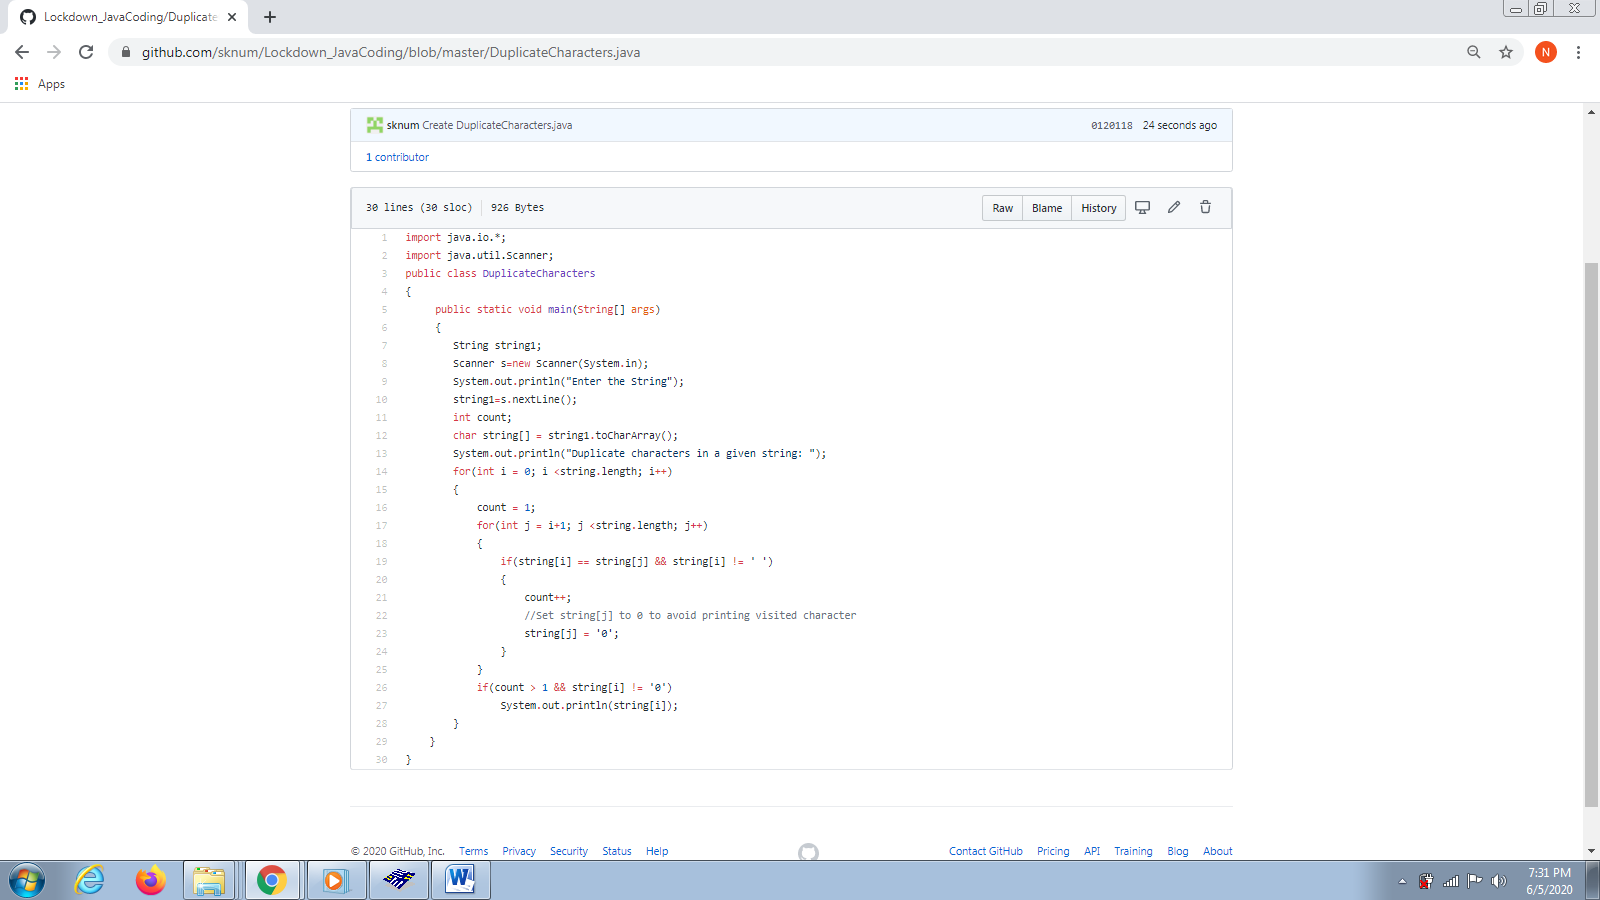 Lockdown_JavaCoding/Duplicate
github.com/sknum/Lockdown_JavaCoding/blob/master/DuplicateCharacters.java
N
Apps
sknum Create DuplicateCharacters.java 0120118 24 seconds ago
1 contributor
30 lines (30 sloc) 926 Bytes Raw Blame History
1 import java.io.*;
2 import java.util.Scanner;
3 public class DuplicateCharacters
4 {
5 public static void main(String[] args)
6 {
7 String string1;
8 Scanner s=new Scanner(System.in);
9 System.out.println("Enter the String");
10 string1=s.nextLine();
11 int count;
12 char string[] = string1.toCharArray();
13 System.out.println("Duplicate characters in a given string: ");
14 for(int i = 0; i <string.length; i++)
15 {
16 count = 1;
17 for(int j = i+1; j <string.length; j++)
18 {
19 if(string[i] == string[j] && string[i] != ' ')
20 {
21 count++;
22 //Set string[j] to 0 to avoid printing visited character
23 string[j] = '0';
24 }
25 }
26 if(count > 1 && string[i] != '0')
27 System.out.println(string[i]);
28 }
29 }
30 }
© 2020 GitHub, Inc. Terms Privacy Security Status Help Contact GitHub Pricing API Training Blog About
W
7:31 PM
6/5/2020